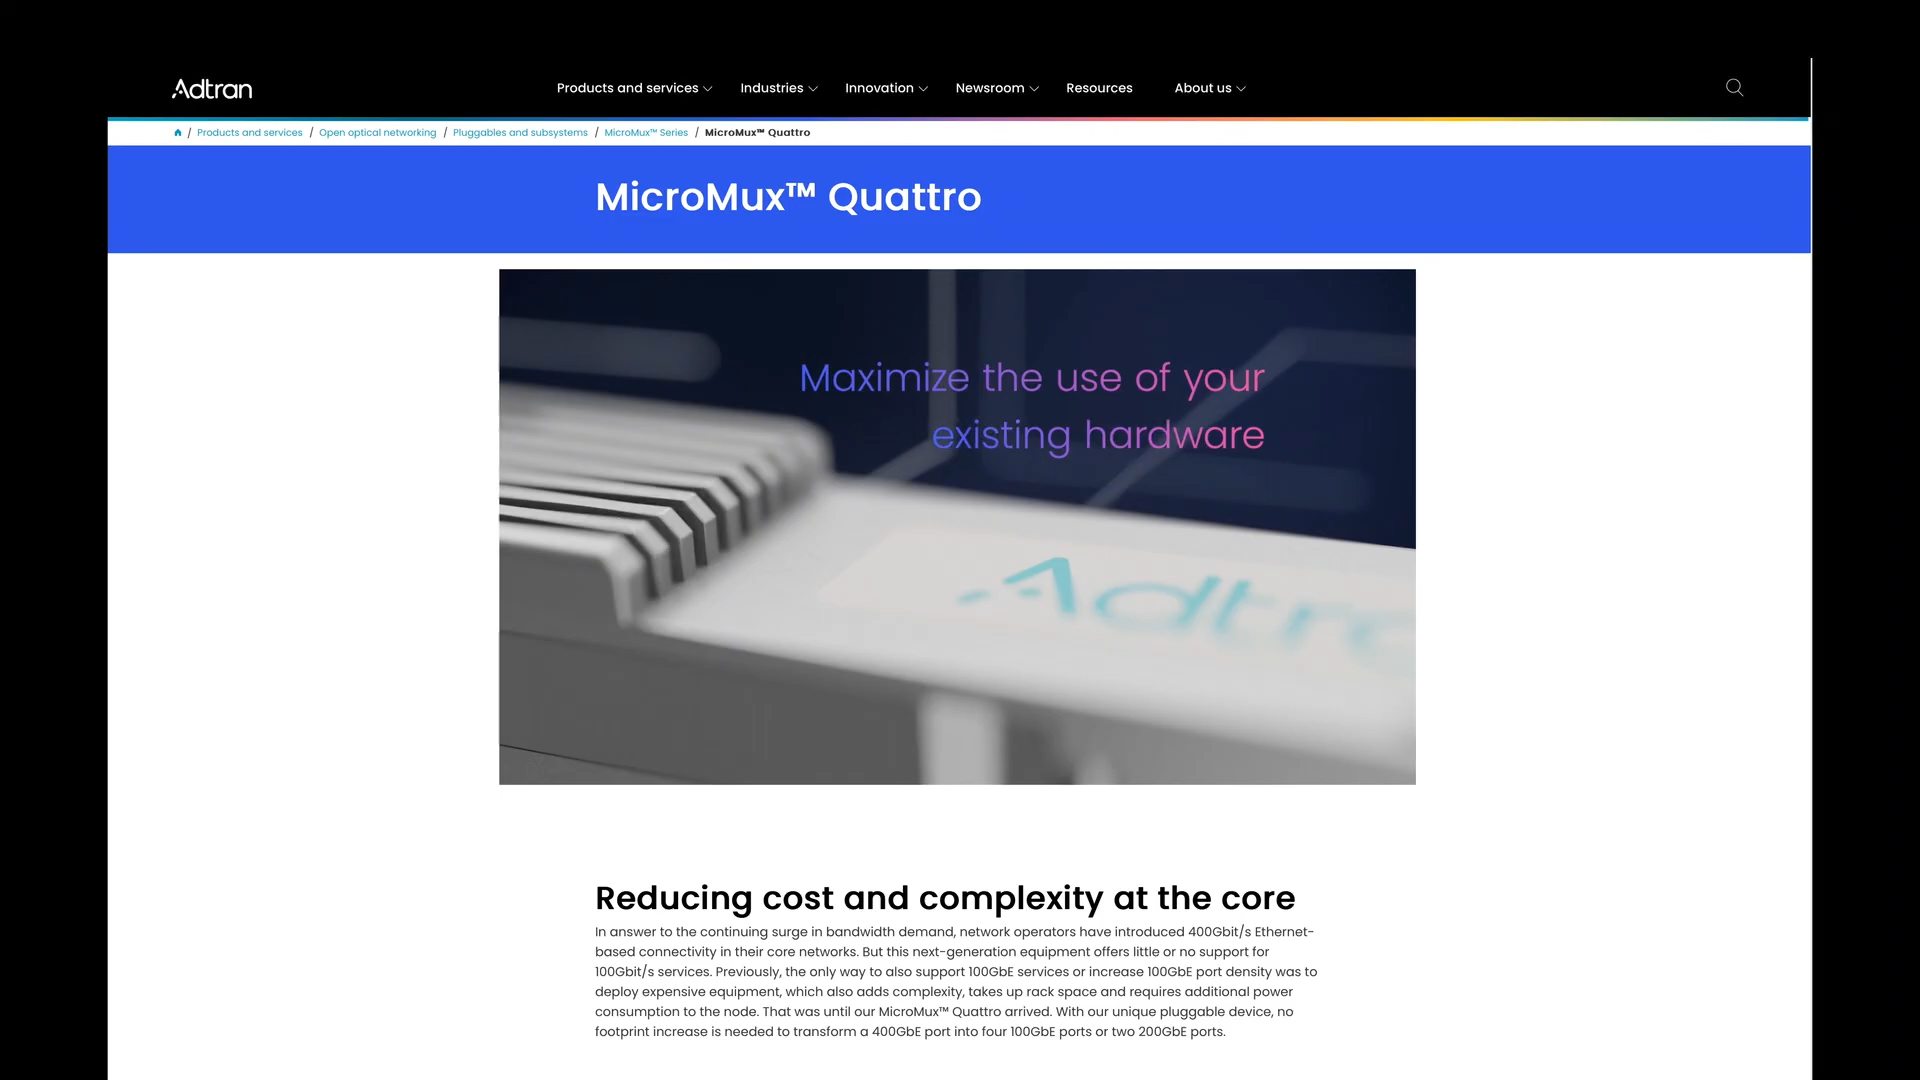 Adtran
Products and services Industries Innovation Newsroom Resources About us
/ Products and services / Open optical networking / Pluggables and subsystems / MicroMux™ Series / MicroMux™ Quattro
MicroMux™ Quattro
Maximize the use of your
existing hardware
Reducing cost and complexity at the core
In answer to the continuing surge in bandwidth demand, network operators have introduced 400Gbit/s Ethernet-
based connectivity in their core networks. But this next-generation equipment offers little or no support for
100Gbit/s services. Previously, the only way to also support 100GbE services or increase 100GbE port density was to
deploy expensive equipment, which also adds complexity, takes up rack space and requires additional power
consumption to the node. That was until our MicroMux™ Quattro arrived. With our unique pluggable device, no
footprint increase is needed to transform a 400GbE port into four 100GbE ports or two 200GbE ports.